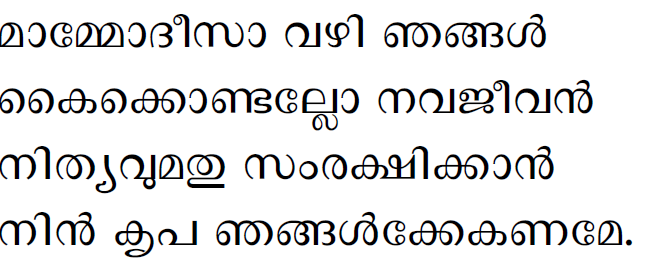 മാമ്മോദീസാ വഴി ഞങ്ങൾ
കൈക്കൊണ്ടല്ലോ നവജീവൻ
നിത്യവുമതു സംരക്ഷിക്കാൻ
നിൻ കൃപ ഞങ്ങൾക്കേകണമേ.